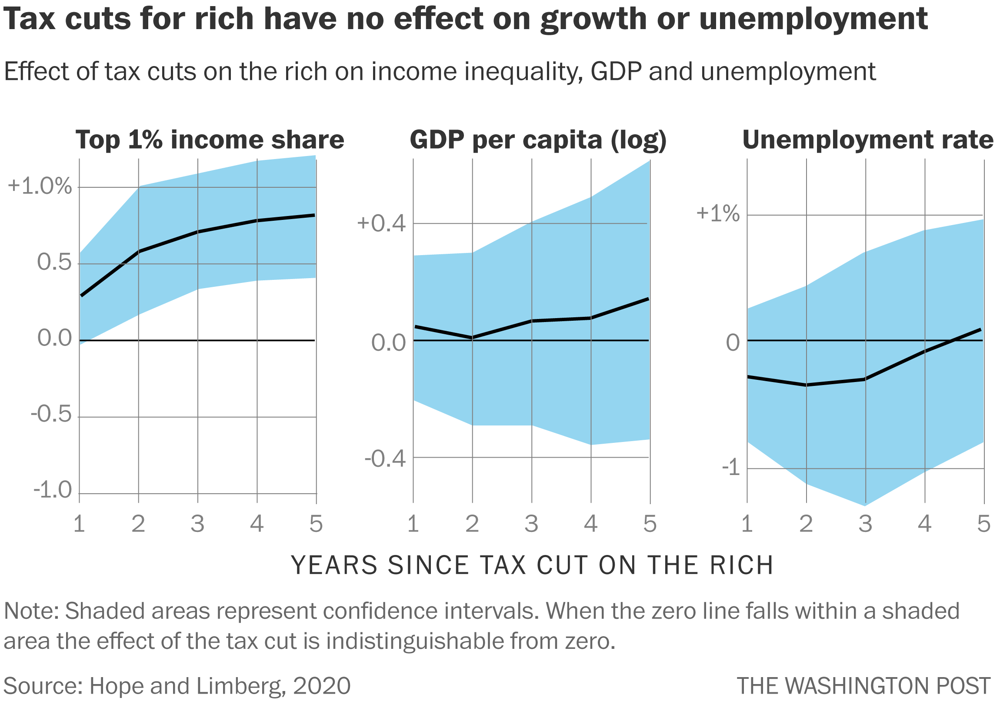 Tax cuts for rich have no effect on growth or unemployment
Effect of tax cuts on the rich on income inequality, GDP and unemployment
Top 1% income share
+1.0%
0.5
0.0
-0.5
-1.0
1 2 3 4 5
GDP per capita (log)
+0.4
0.0
-0.4
1 2 3 4 5
Unemployment rate
+1%
0
-1
1 2 3 4 5
YEARS SINCE TAX CUT ON THE RICH
Note: Shaded areas represent confidence intervals. When the zero line falls within a shaded
area the effect of the tax cut is indistinguishable from zero.
Source: Hope and Limberg, 2020
THE WASHINGTON POST